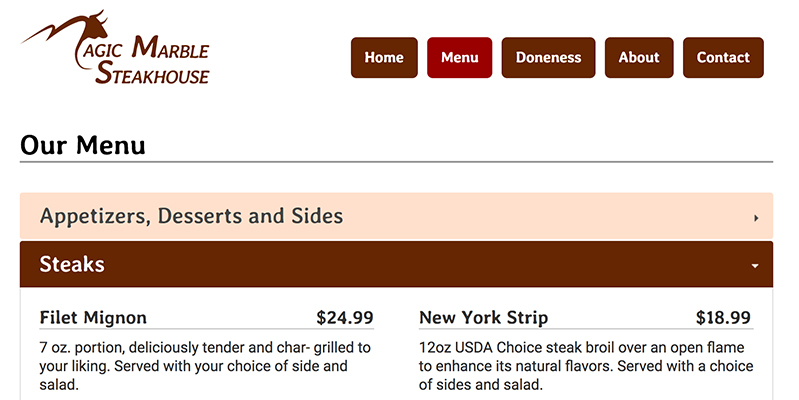 Magic Marble
Steakhouse
Home
Menu
Doneness
About
Contact
Our Menu
Appetizers, Desserts and Sides
Steaks
Filet Mignon $24.99
7 oz. portion, deliciously tender and char- grilled to
your liking. Served with your choice of side and
salad.
New York Strip $18.99
12oz USDA Choice steak broil over an open flame
to enhance its natural flavors. Served with a choice
of sides and salad.